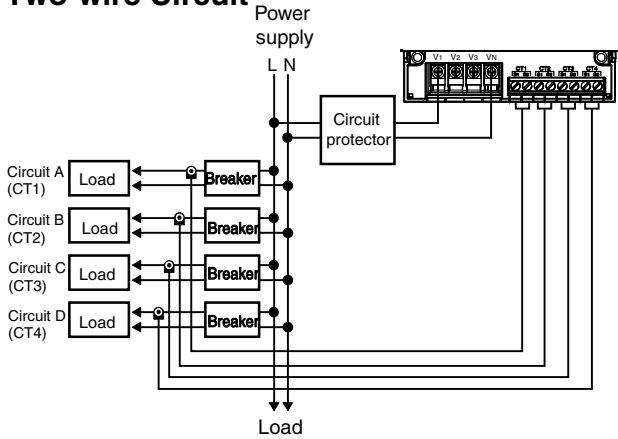 Two-wire Circuit
Power
supply
L N
V1 V2 V3 VN
CT1 CT2 CT3 CT4
Circuit
protector
Circuit A
(CT1)
Load
Breaker
Circuit B
(CT2)
Load
Breaker
Circuit C
(CT3)
Load
Breaker
Circuit D
(CT4)
Load
Breaker
Load